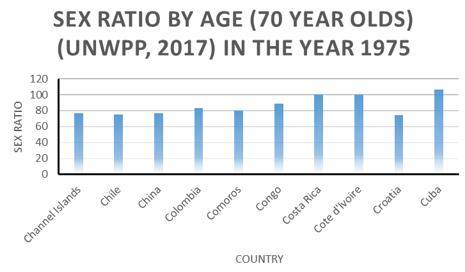 SEX RATIO BY AGE (70 YEAR OLDS)
(UNWPP, 2017) IN THE YEAR 1975
120
100
80
60
40
20
0
SEX RATIO
Channel Islands
Chile
China
Colombia
Comoros
Congo
Costa Rica
Cote d'Ivoire
Croatia
Cuba
COUNTRY